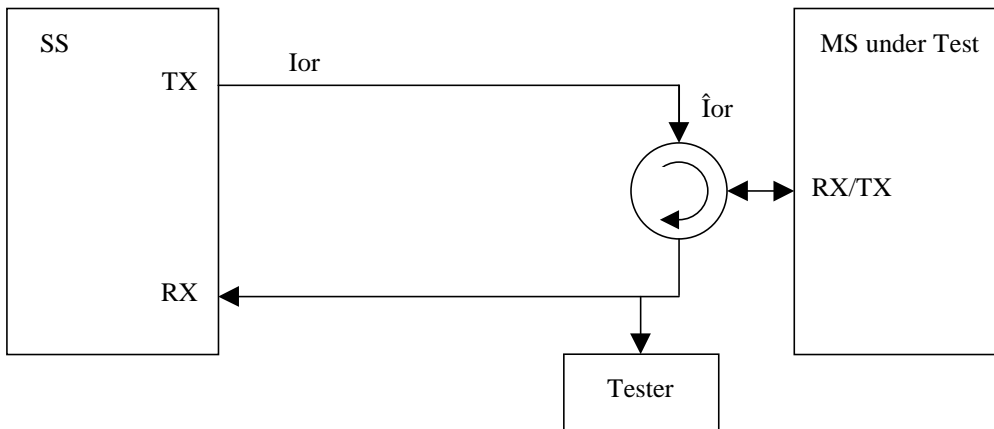 SS
MS under Test
TX
Ior
Îor
RX/TX
RX
Tester